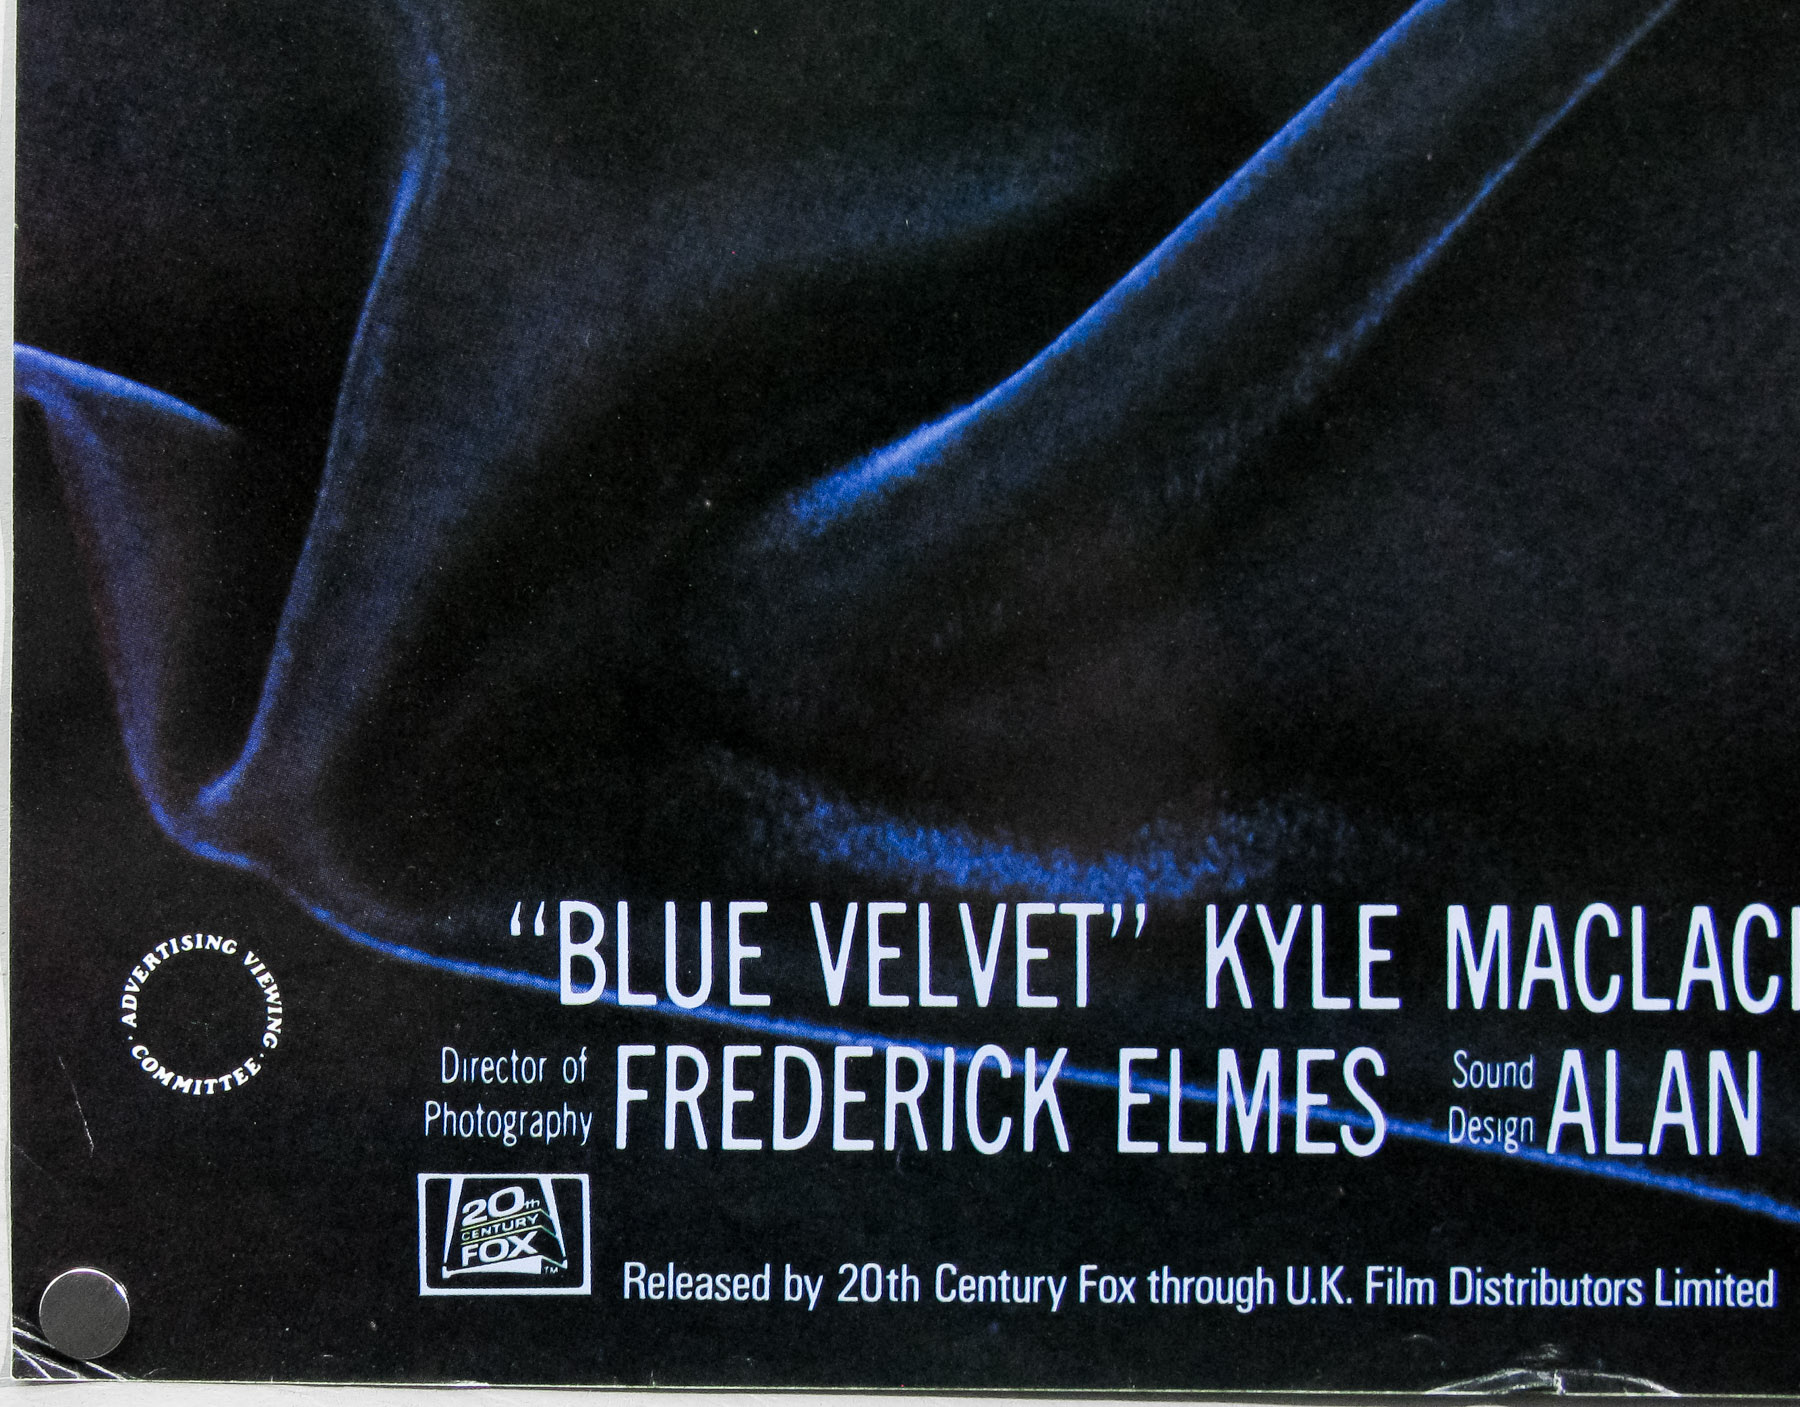 "BLUE VELVET" KYLE MACLAC
ADVERTISING VIEWING
· COMMITTEE ·
Director of Photography FREDERICK ELMES Sound Design ALAN
20th
CENTURY
FOX
TM
Released by 20th Century Fox through U.K. Film Distributors Limited